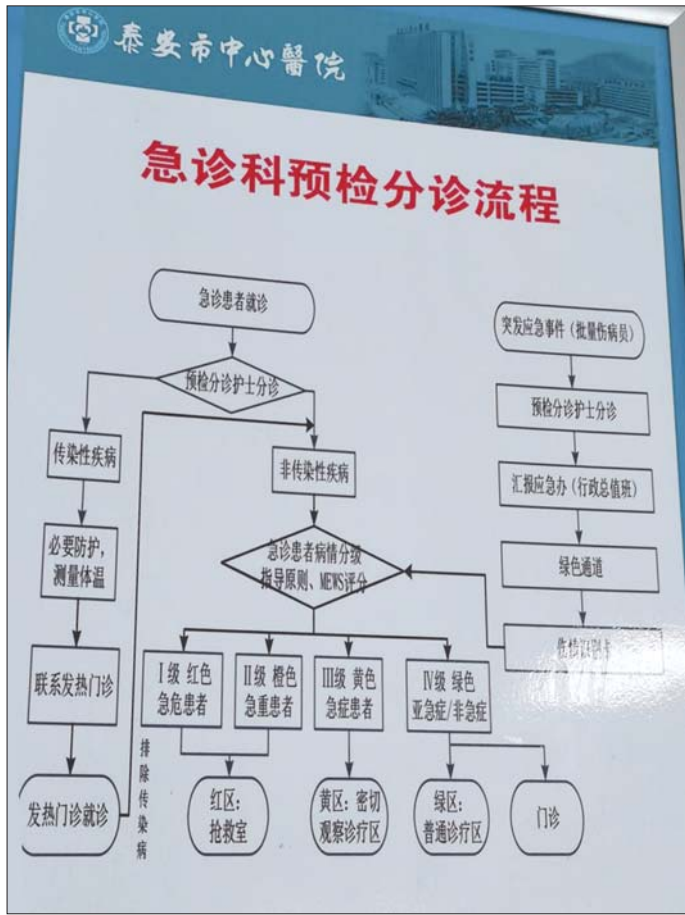 泰安市中心醫院
急诊科预检分诊流程
急诊患者就诊
预检分诊护士分诊
传染性疾病
必要防护,
测量体温
联系发热门诊
发热门诊就诊
排除传染病
非传染性疾病
急诊患者病情分级
指导原则、MEWS评分
I级 红色
急危患者
II级 橙色
急重患者
III级 黄色
急症患者
IV级 绿色
亚急症/非急症
红区:
抢救室
黄区: 密切
观察诊疗区
绿区:
普通诊疗区
门诊
突发应急事件(批量伤病员)
预检分诊护士分诊
汇报应急办(行政总值班)
绿色通道
伤情识别卡